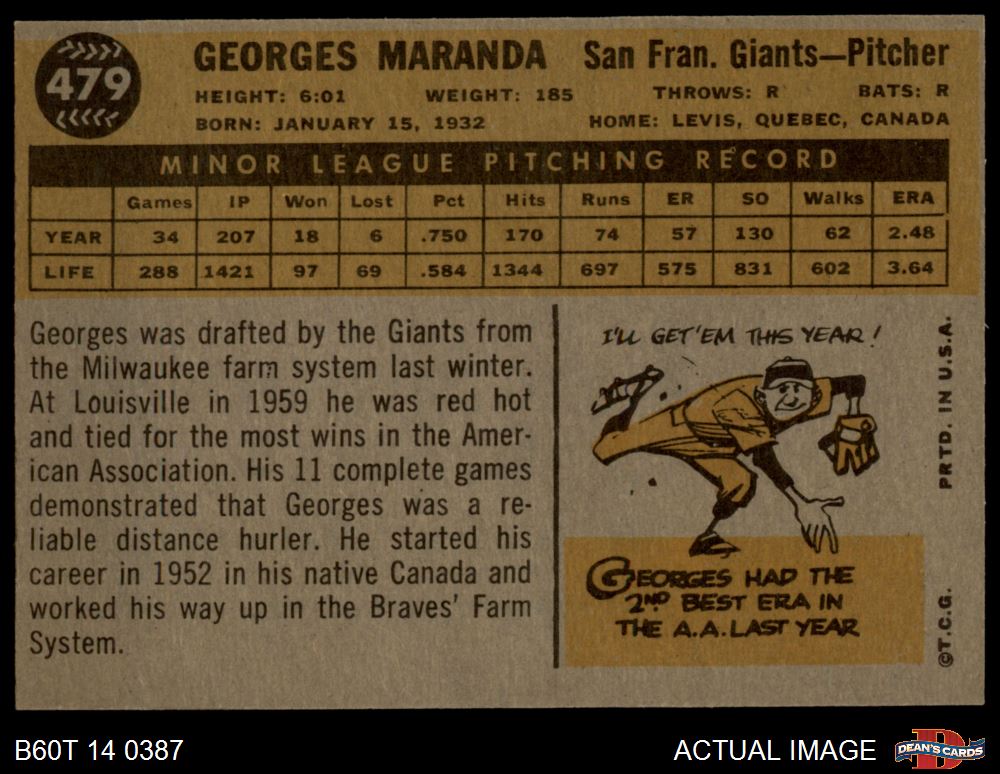 479
GEORGES MARANDA San Fran. Giants—Pitcher
HEIGHT: 6:01 WEIGHT: 185 THROWS: R BATS: R
BORN: JANUARY 15, 1932 HOME: LEVIS, QUEBEC, CANADA
MINOR LEAGUE PITCHING RECORD
Games IP Won Lost Pct Hits Runs ER SO Walks ERA
YEAR 34 207 18 6 .750 170 74 57 130 62 2.48
LIFE 288 1421 97 69 .584 1344 697 575 831 602 3.64
Georges was drafted by the Giants from
the Milwaukee farm system last winter.
At Louisville in 1959 he was red hot
and tied for the most wins in the Amer-
ican Association. His 11 complete games
demonstrated that Georges was a re-
liable distance hurler. He started his
career in 1952 in his native Canada and
worked his way up in the Braves' Farm
System.
I'LL GET 'EM THIS YEAR!
GEORGES HAD THE
2ND BEST ERA IN
THE A.A. LAST YEAR
©T.C.G. PRTD. IN U.S.A.
B60T 14 0387
ACTUAL IMAGE
DEAN'S CARDS